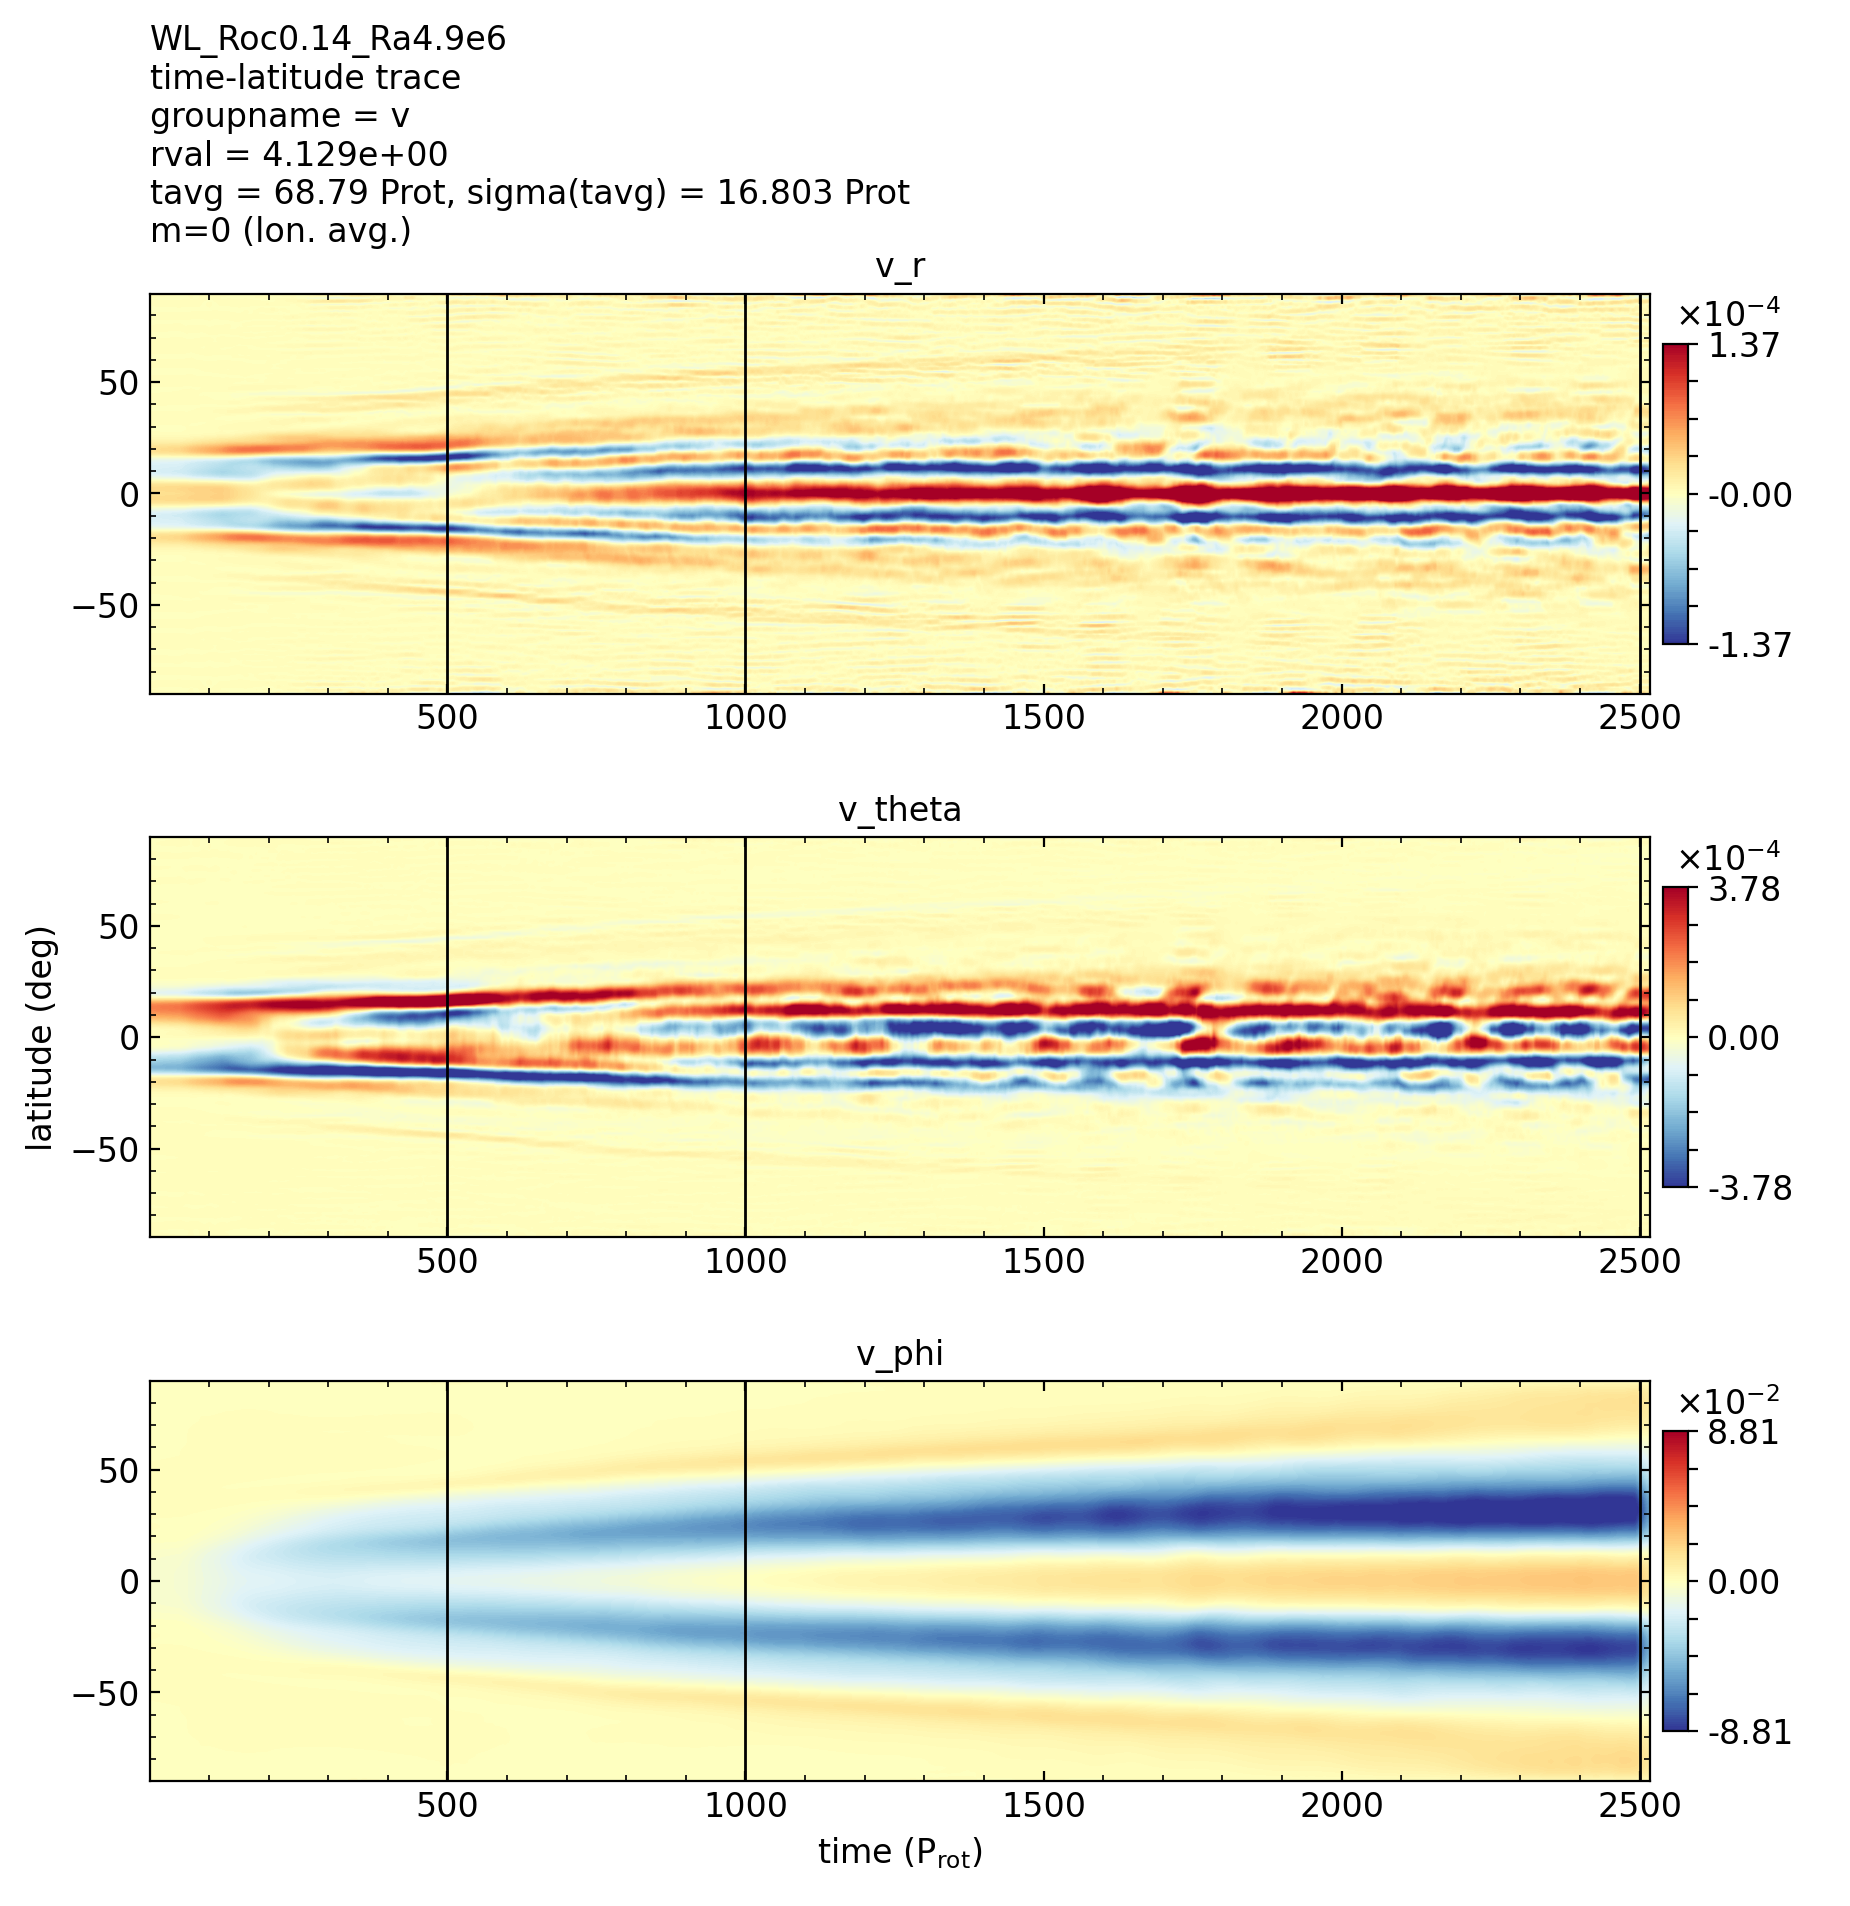 WL_Roc0.14_Ra4.9e6
time-latitude trace
groupname = v
rval = 4.129e+00
tavg = 68.79 Prot, sigma(tavg) = 16.803 Prot
m=0 (lon. avg.)
v_r
×10⁻⁴
1.37
-0.00
-1.37
50
0
−50
500 1000 1500 2000 2500
v_theta
×10⁻⁴
3.78
0.00
-3.78
latitude (deg)
50
0
−50
500 1000 1500 2000 2500
v_phi
×10⁻²
8.81
0.00
-8.81
50
0
−50
500 1000 1500 2000 2500
time (P_rot)